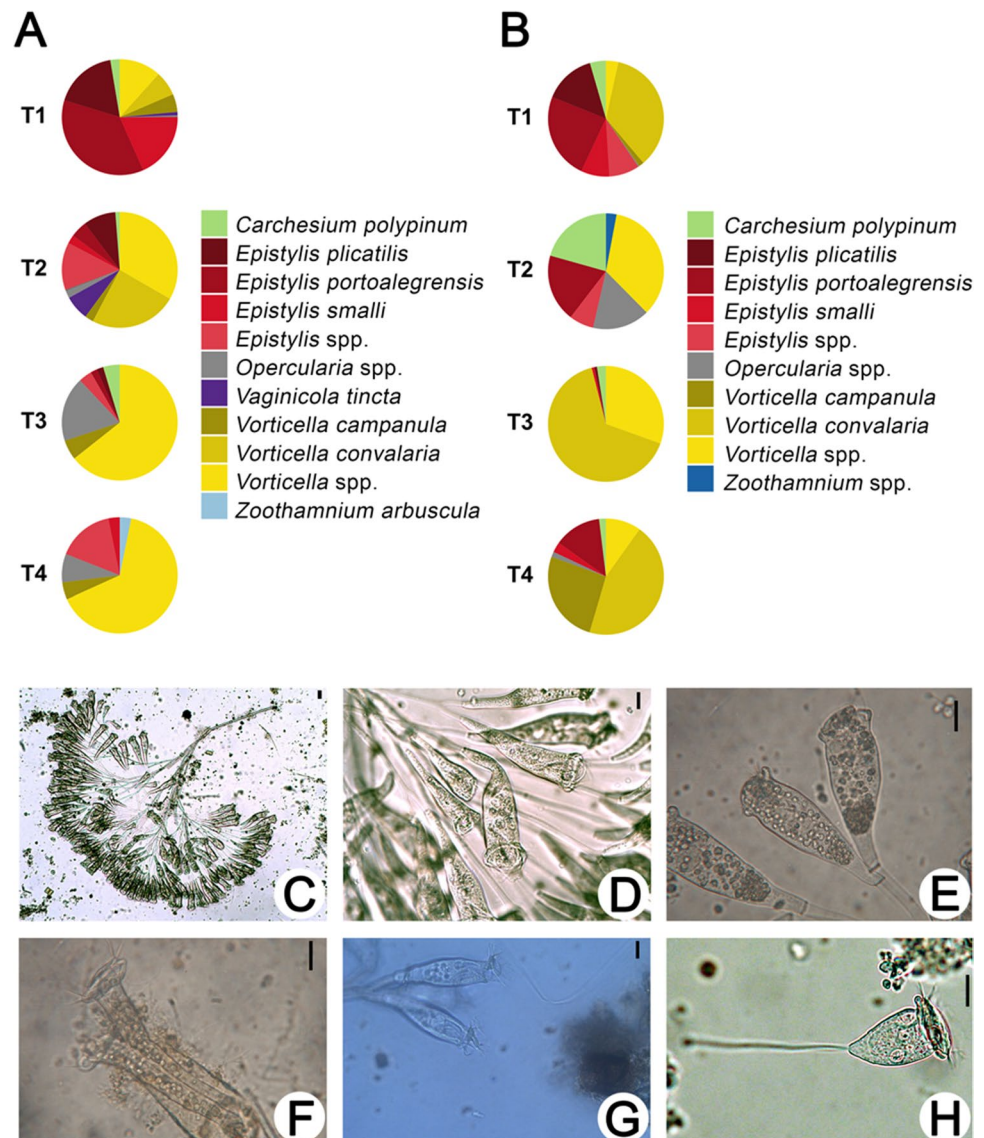 A
B
T1
T1
T2
T2
T3
T3
T4
T4
Carchesium polypinum
Epistylis plicatilis
Epistylis portoalegrensis
Epistylis smalli
Epistylis spp.
Opercularia spp.
Vaginicola tincta
Vorticella campanula
Vorticella convalaria
Vorticella spp.
Zoothamnium arbuscula
Carchesium polypinum
Epistylis plicatilis
Epistylis portoalegrensis
Epistylis smalli
Epistylis spp.
Opercularia spp.
Vorticella campanula
Vorticella convalaria
Vorticella spp.
Zoothamnium spp.
C
D
E
F
G
H